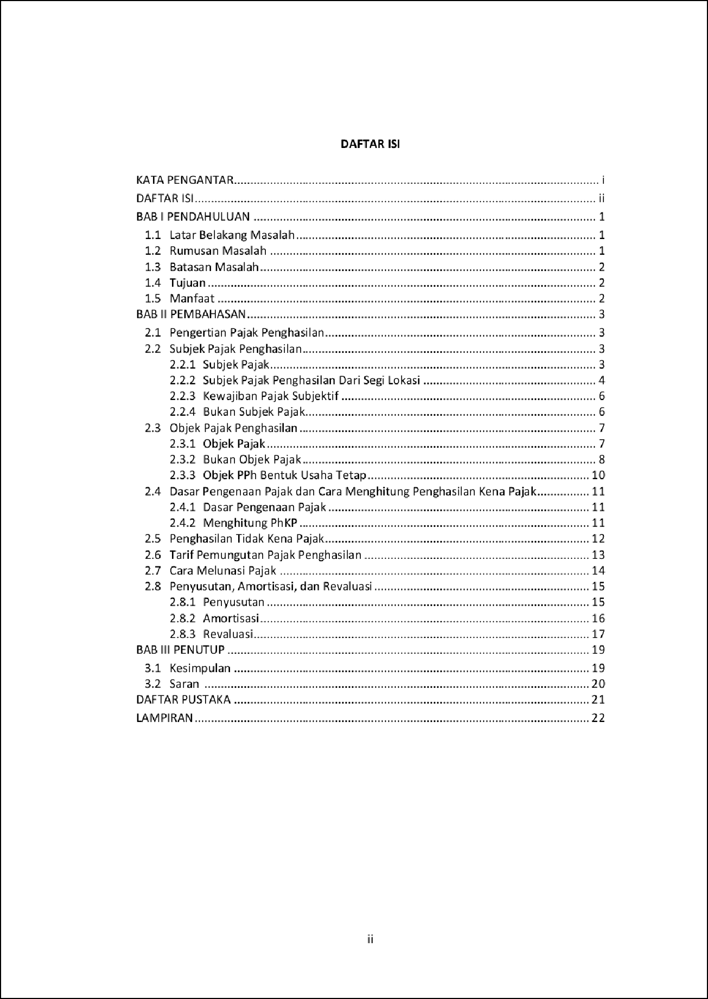 DAFTAR ISI
KATA PENGANTAR ........ i
DAFTAR ISI ........ ii
BAB I PENDAHULUAN ........ 1
1.1 Latar Belakang Masalah ........ 1
1.2 Rumusan Masalah ........ 1
1.3 Batasan Masalah ........ 2
1.4 Tujuan ........ 2
1.5 Manfaat ........ 2
BAB II PEMBAHASAN ........ 3
2.1 Pengertian Pajak Penghasilan ........ 3
2.2 Subjek Pajak Penghasilan ........ 3
2.2.1 Subjek Pajak ........ 3
2.2.2 Subjek Pajak Penghasilan Dari Segi Lokasi ........ 4
2.2.3 Kewajiban Pajak Subjektif ........ 6
2.2.4 Bukan Subjek Pajak ........ 6
2.3 Objek Pajak Penghasilan ........ 7
2.3.1 Objek Pajak ........ 7
2.3.2 Bukan Objek Pajak ........ 8
2.3.3 Objek PPh Bentuk Usaha Tetap ........ 10
2.4 Dasar Pengenaan Pajak dan Cara Menghitung Penghasilan Kena Pajak ........ 11
2.4.1 Dasar Pengenaan Pajak ........ 11
2.4.2 Menghitung PhKP ........ 11
2.5 Penghasilan Tidak Kena Pajak ........ 12
2.6 Tarif Pemungutan Pajak Penghasilan ........ 13
2.7 Cara Melunasi Pajak ........ 14
2.8 Penyusutan, Amortisasi, dan Revaluasi ........ 15
2.8.1 Penyusutan ........ 15
2.8.2 Amortisasi ........ 16
2.8.3 Revaluasi ........ 17
BAB III PENUTUP ........ 19
3.1 Kesimpulan ........ 19
3.2 Saran ........ 20
DAFTAR PUSTAKA ........ 21
LAMPIRAN ........ 22
ii